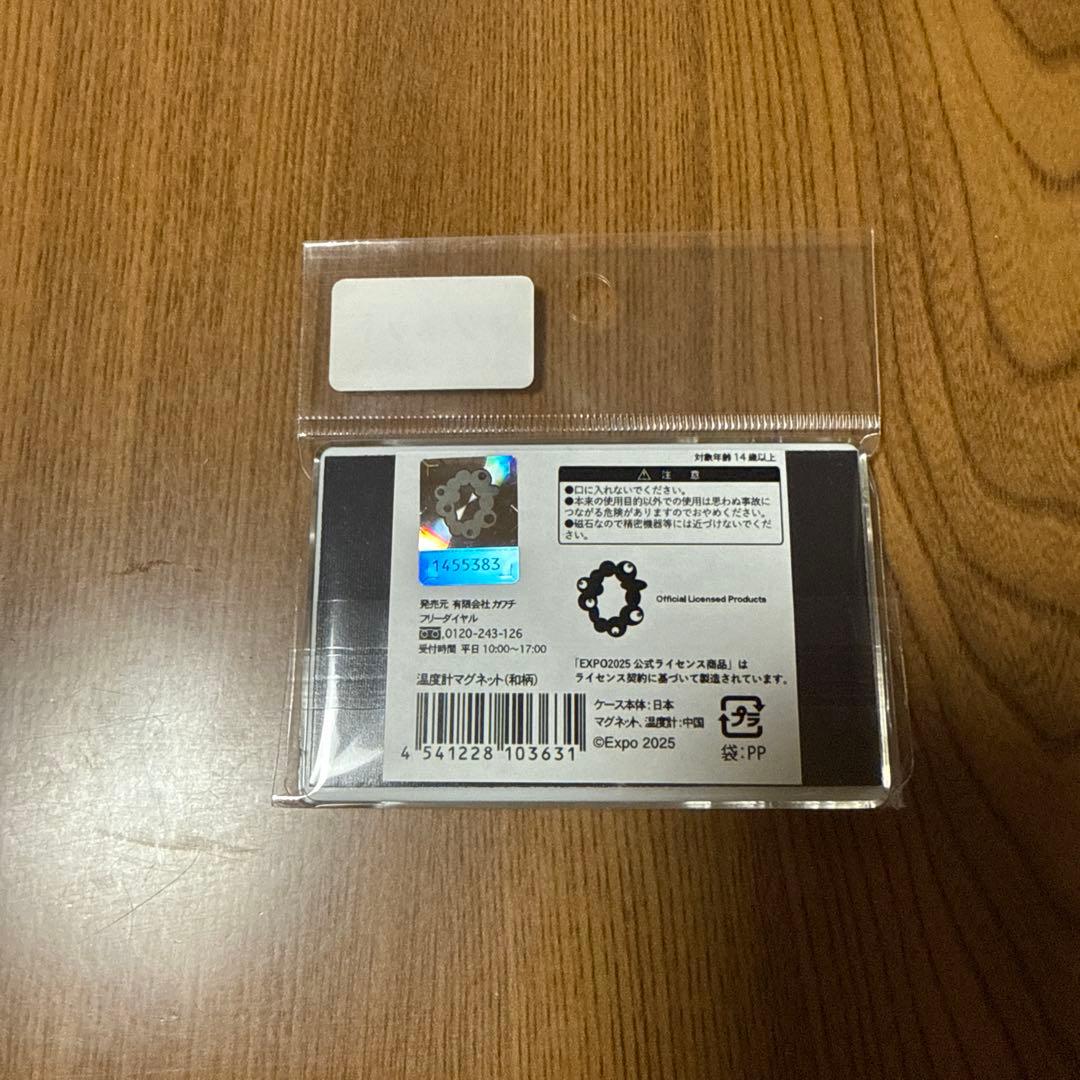 対象年齢 14 歳以上
注 意
●口に入れないでください。
●本来の使用目的以外での使用は思わぬ事故に
つながる危険がありますのでおやめください。
●磁石なので精密機器等には近づけないでくだ
さい。
1455383
Official Licensed Products
発売元 有限会社 カワチ
フリーダイヤル
0120-243-126
受付時間 平日 10:00〜17:00
「EXPO2025 公式ライセンス商品」は
ライセンス契約に基づいて製造されています。
温度計マグネット(和柄)
ケース本体:日本
マグネット、温度計:中国
©Expo 2025
4 541228 103631
プラ
袋:PP